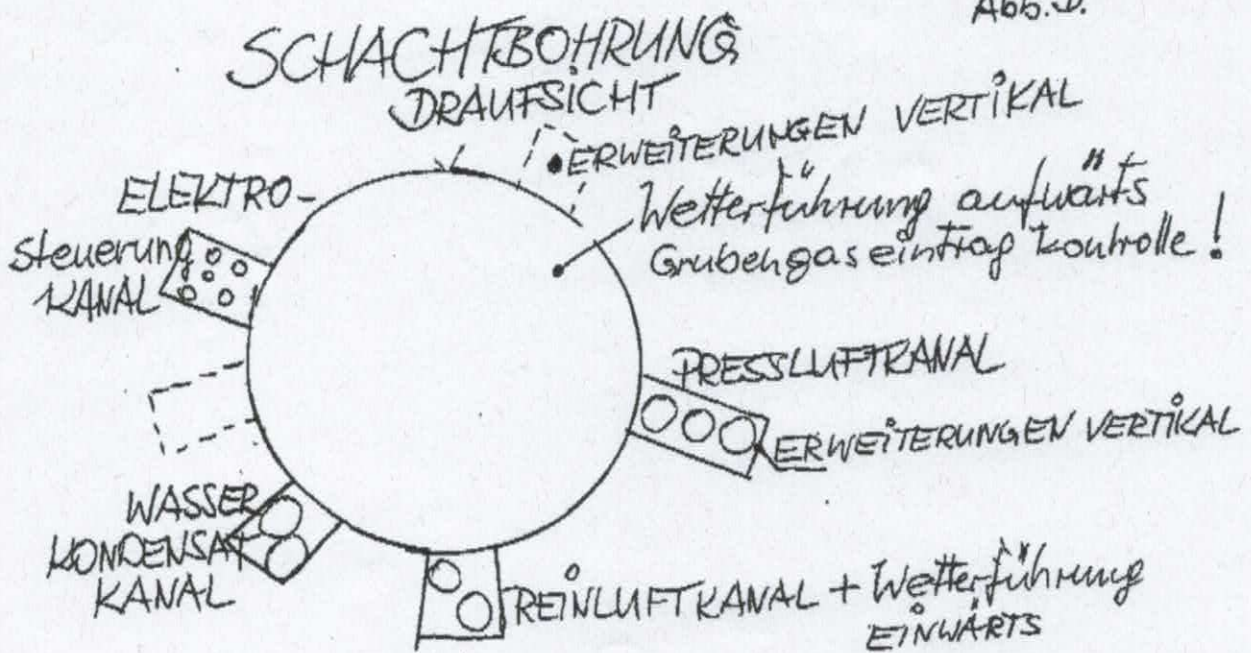 Abb.
SCHACHTBOHRUNG
DRAUFSICHT
ERWEITERUNGEN VERTIKAL
Wetterführung aufwärts
Grubengaseintrag kontrolle!
ELEKTRO-
Steuerung
KANAL
PRESSLUFTKANAL
ERWEITERUNGEN VERTIKAL
WASSER
KONDENSAT
KANAL
REINLUFTKANAL + Wetterführung
EINWÄRTS